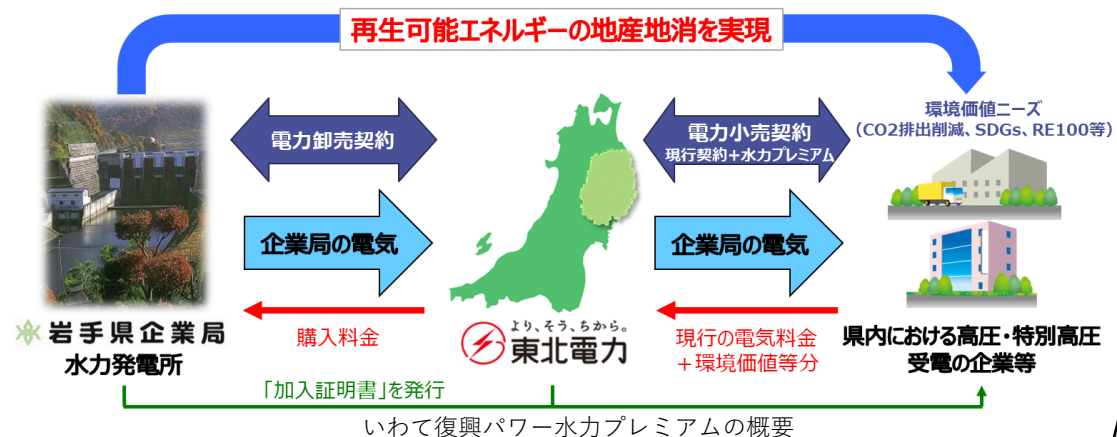 再生可能エネルギーの地産地消を実現
環境価値ニーズ
（CO2排出削減、SDGs、RE100等）
電力卸売契約
電力小売契約
現行契約＋水力プレミアム
企業局の電気
企業局の電気
購入料金
現行の電気料金
＋環境価値等分
岩手県企業局
水力発電所
より、そう、ちから。
東北電力
県内における高圧・特別高圧
受電の企業等
「加入証明書」を発行
いわて復興パワー水力プレミアムの概要